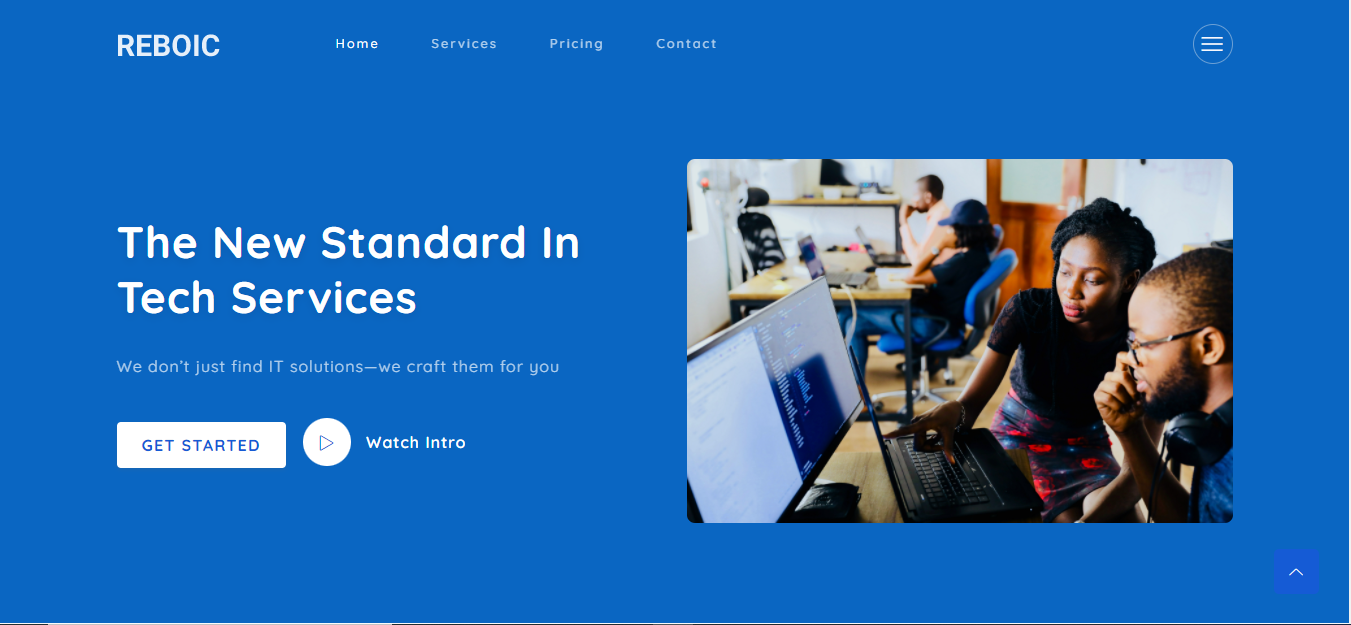 REBOIC
Home Services Pricing Contact
The New Standard In
Tech Services
We don't just find IT solutions—we craft them for you
GET STARTED
Watch Intro